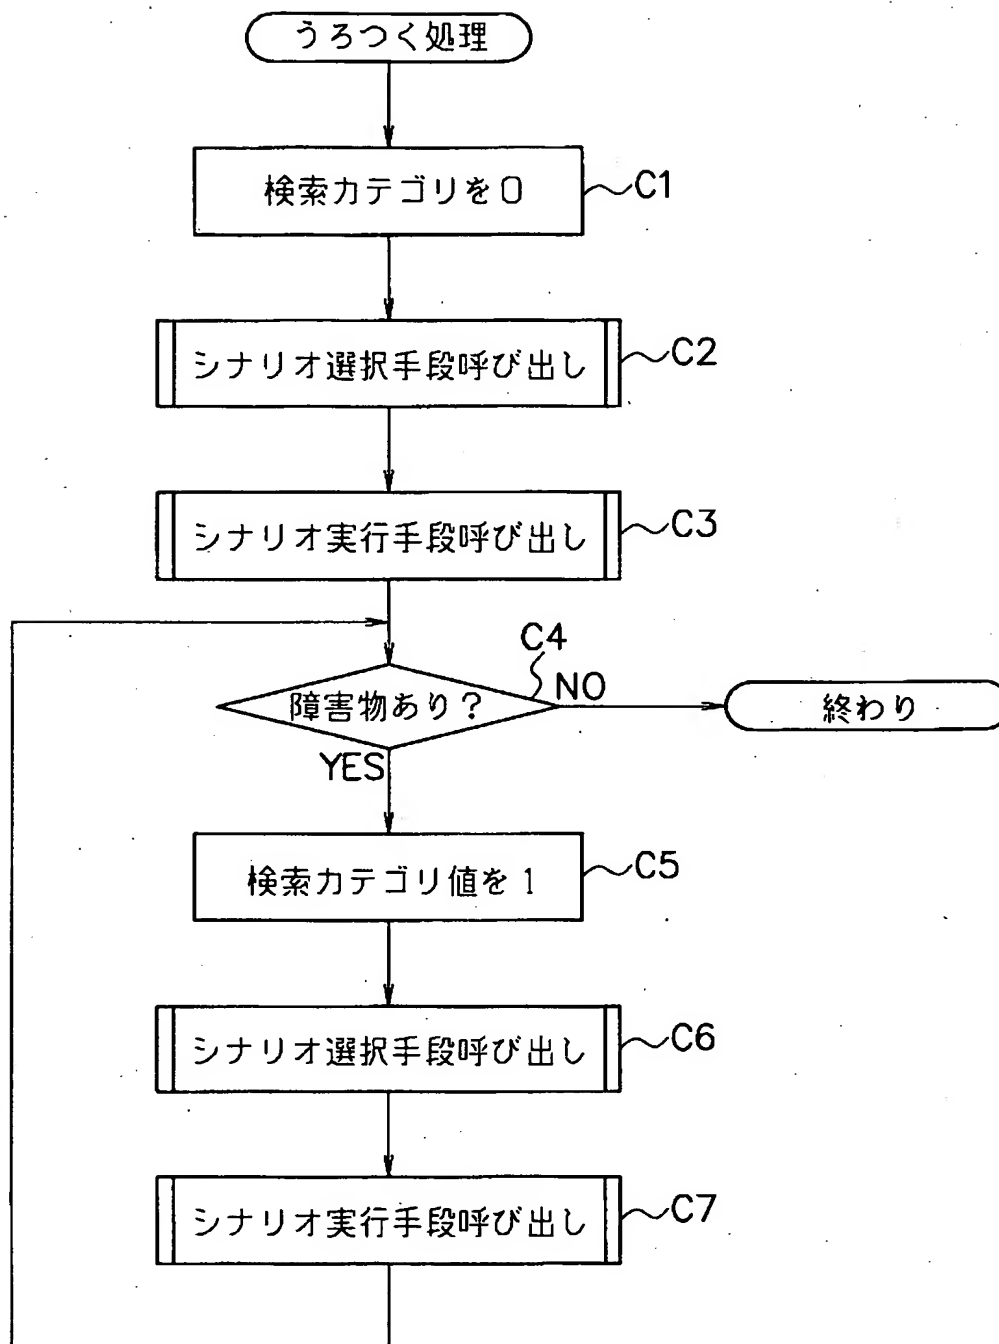 うろつく処理
検索カテゴリを0
C1
シナリオ選択手段呼び出し
C2
シナリオ実行手段呼び出し
C3
C4
障害物あり？
NO
終わり
YES
検索カテゴリ値を1
C5
シナリオ選択手段呼び出し
C6
シナリオ実行手段呼び出し
C7